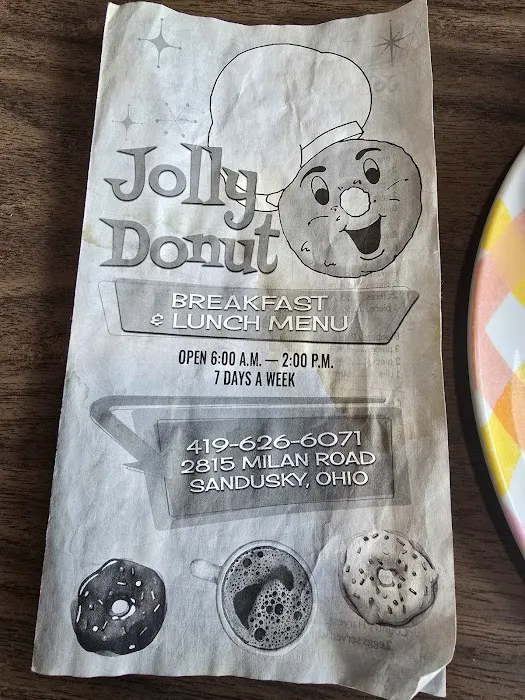 Jolly
Donut
BREAKFAST
& LUNCH MENU
OPEN 6:00 A.M. — 2:00 P.M.
7 DAYS A WEEK
419-626-6071
2815 MILAN ROAD
SANDUSKY, OHIO